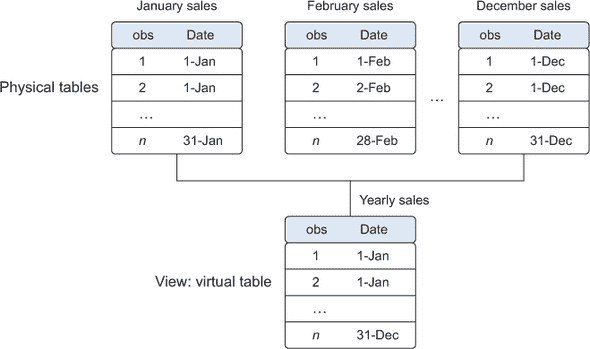 January sales
February sales
December sales
obs Date
obs Date
obs Date
1 1-Jan
1 1-Feb
1 1-Dec
Physical tables
2 1-Jan
2 2-Feb
2 1-Dec
...
...
...
...
n 31-Jan
n 28-Feb
n 31-Dec
Yearly sales
obs Date
1 1-Jan
View: virtual table
2 1-Jan
...
n 31-Dec